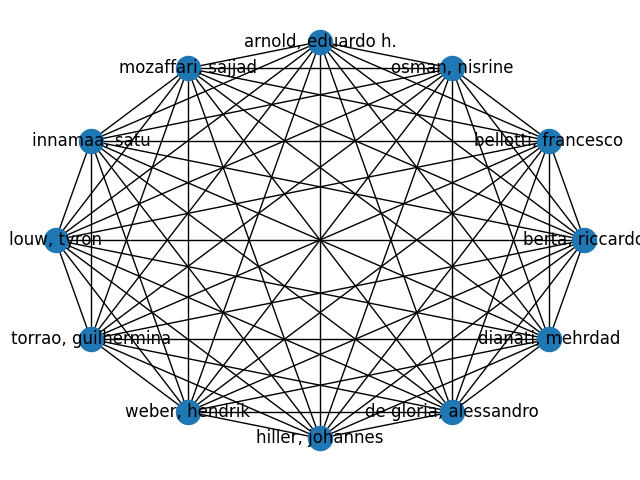 arnold, eduardo h.
mozaffari, sajjad
osman, nisrine
innamaa, satu
bellotti, francesco
louw, tyron
berta, riccardo
torrao, guilhermina
dianati, mehrdad
weber, hendrik
de gloria, alessandro
hiller, johannes